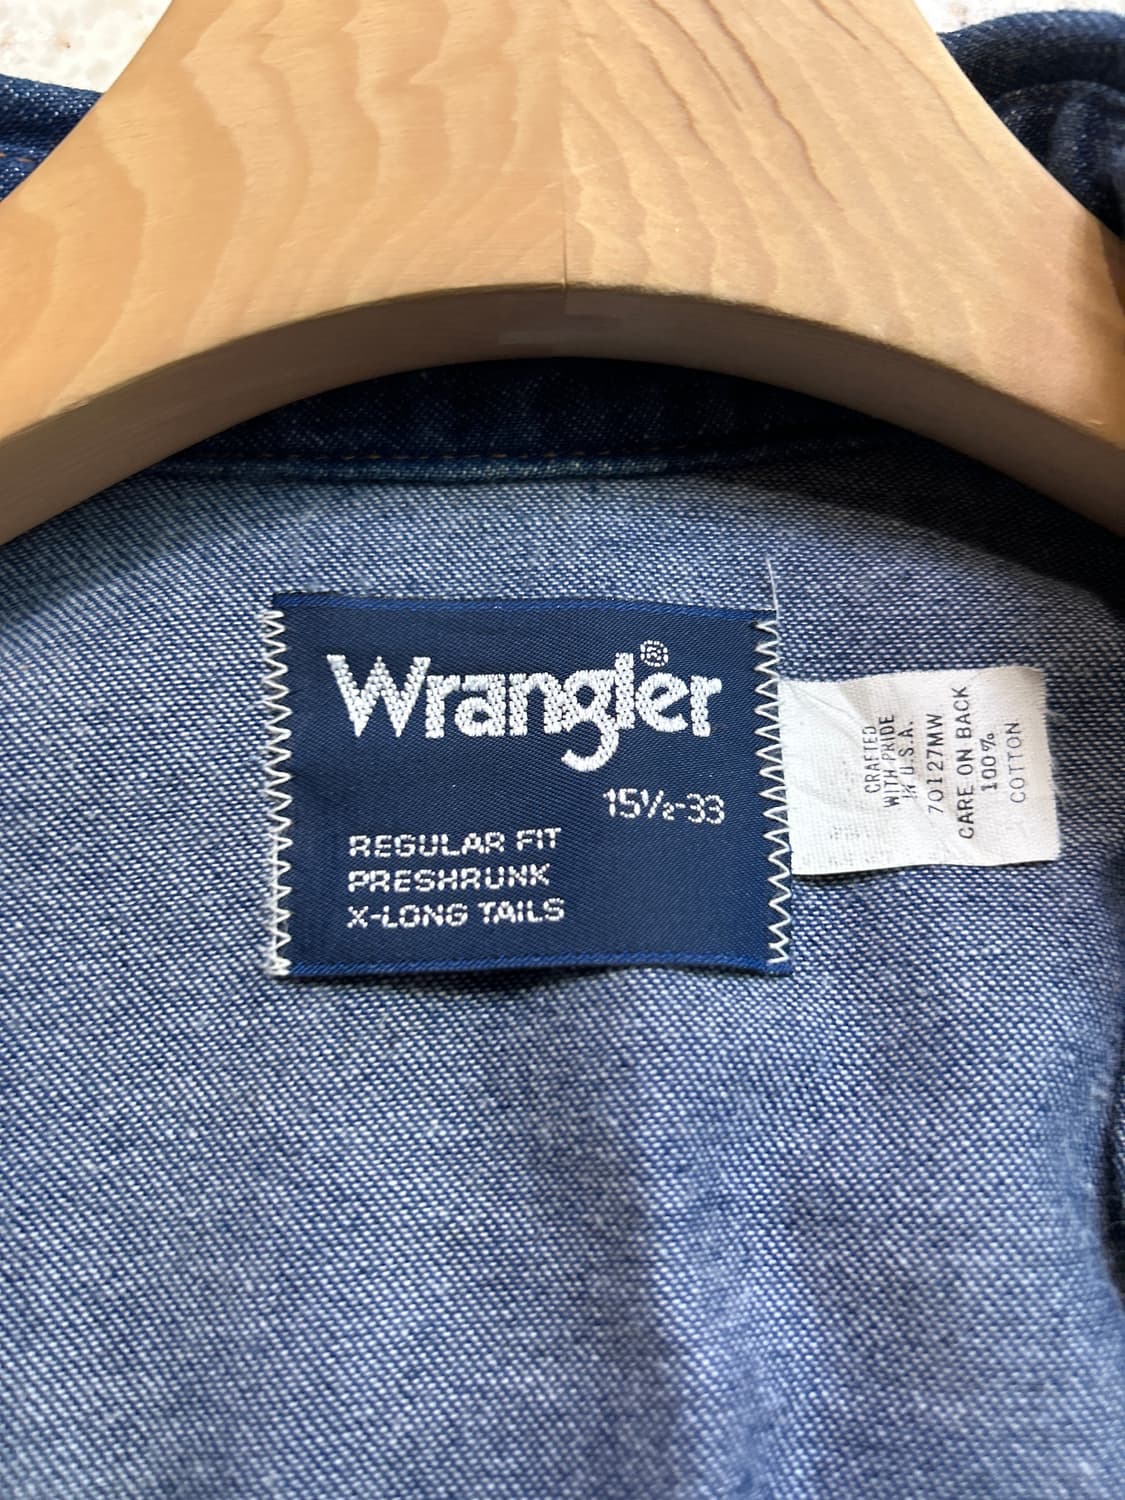 Wrangler®
15½-33
REGULAR FIT
PRESHRUNK
X-LONG TAILS
CRAFTED
WITH PRIDE
IN U.S.A.
70127MW
CARE ON BACK
100%
COTTON